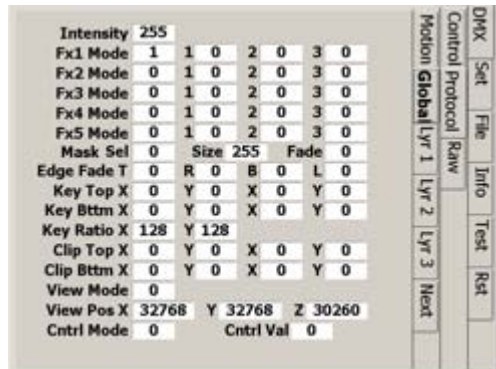 Intensity 255
Fx1 Mode 1 1 0 2 0 3 0
Fx2 Mode 0 1 0 2 0 3 0
Fx3 Mode 0 1 0 2 0 3 0
Fx4 Mode 0 1 0 2 0 3 0
Fx5 Mode 0 1 0 2 0 3 0
Mask Sel 0 Size 255 Fade 0
Edge Fade T 0 R 0 B 0 L 0
Key Top X 0 Y 0 X 0 Y 0
Key Bttm X 0 Y 0 X 0 Y 0
Key Ratio X 128 Y 128
Clip Top X 0 Y 0 X 0 Y 0
Clip Bttm X 0 Y 0 X 0 Y 0
View Mode 0
View Pos X 32768 Y 32768 Z 30260
Cntrl Mode 0 Cntrl Val 0
DMX Set File Info Test Rst
Control Protocol Raw
Motion Global Lyr 1 Lyr 2 Lyr 3 Next